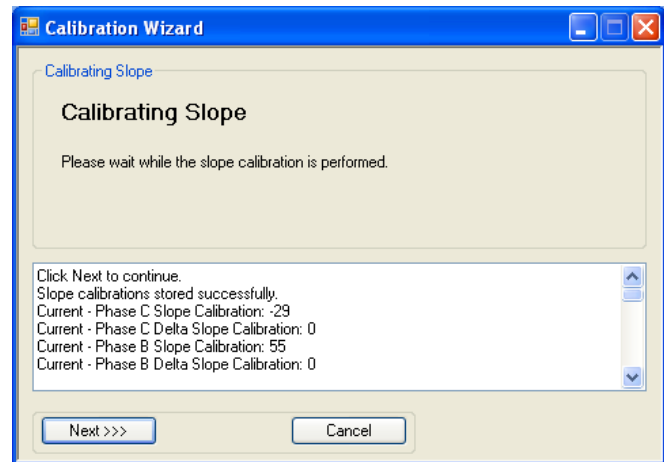 Calibration Wizard
Calibrating Slope
Calibrating Slope
Please wait while the slope calibration is performed.
Click Next to continue.
Slope calibrations stored successfully.
Current - Phase C Slope Calibration: -29
Current - Phase C Delta Slope Calibration: 0
Current - Phase B Slope Calibration: 55
Current - Phase B Delta Slope Calibration: 0
Next >>>
Cancel